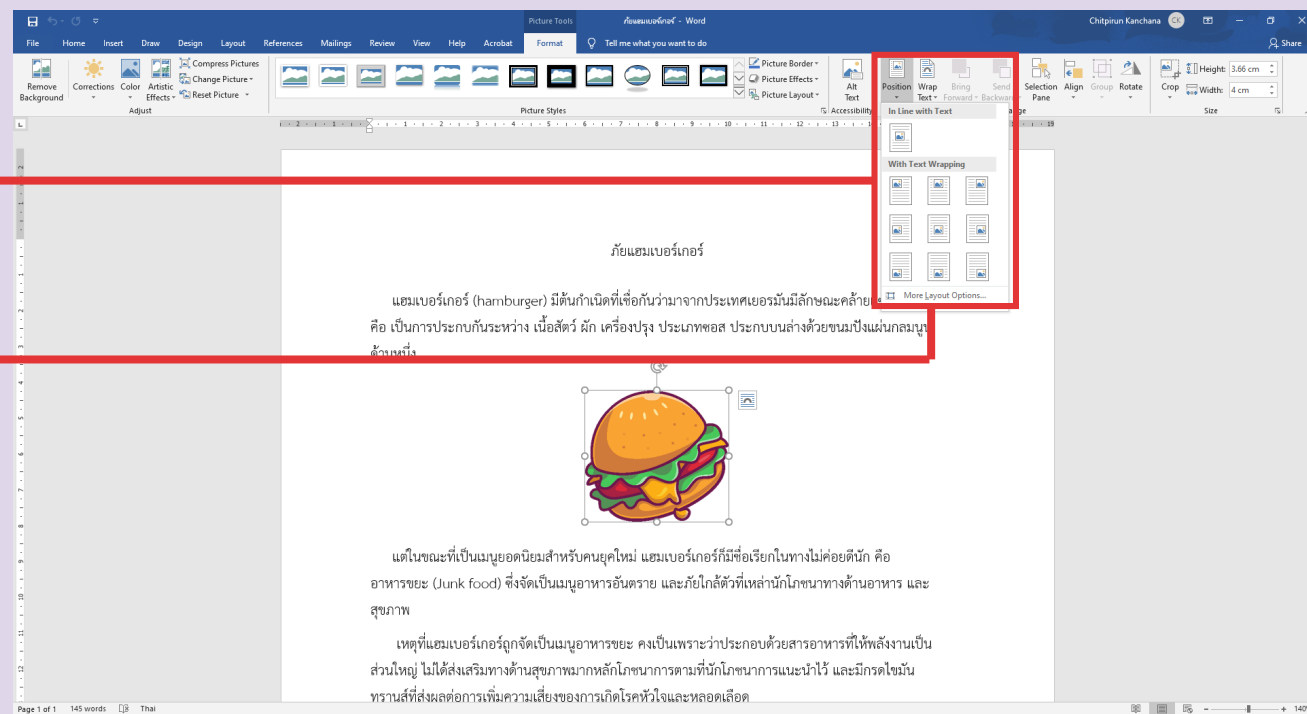 Picture Tools
ภัยแฮมเบอร์เกอร์ - Word
Chitpirun Kanchana CK
File Home Insert Draw Design Layout References Mailings Review View Help Acrobat Format Tell me what you want to do Share
Remove Background
Corrections
Color
Artistic Effects
Compress Pictures
Change Picture
Reset Picture
Adjust
Picture Styles
Picture Border
Picture Effects
Picture Layout
Alt Text
Accessibility
Position
Wrap Text
Bring Forward
Send Backward
Selection Pane
Align
Group
Rotate
Crop
Height: 3.66 cm
Width: 4 cm
Size
In Line with Text
With Text Wrapping
More Layout Options...
ภัยแฮมเบอร์เกอร์
แฮมเบอร์เกอร์ (hamburger) มีต้นกำเนิดที่เชื่อกันว่ามาจากประเทศเยอรมันมีลักษณะคล้าย
คือ เป็นการประกบกันระหว่าง เนื้อสัตว์ ผัก เครื่องปรุง ประเภทซอส ประกบบนล่างด้วยขนมปังแผ่นกลมนูน
ด้านหนึ่ง
แต่ในขณะที่เป็นเมนูยอดนิยมสำหรับคนยุคใหม่ แฮมเบอร์เกอร์ก็มีชื่อเรียกในทางไม่ค่อยดีนัก คือ
อาหารขยะ (Junk food) ซึ่งจัดเป็นเมนูอาหารอันตราย และภัยใกล้ตัวที่เหล่านักโภชนาทางด้านอาหาร และ
สุขภาพ
เหตุที่แฮมเบอร์เกอร์ถูกจัดเป็นเมนูอาหารขยะ คงเป็นเพราะว่าประกอบด้วยสารอาหารที่ให้พลังงานเป็น
ส่วนใหญ่ ไม่ได้ส่งเสริมทางด้านสุขภาพมากหลักโภชนาการตามที่นักโภชนาการแนะนำไว้ และมีกรดไขมัน
ทรานส์ที่ส่งผลต่อการเพิ่มความเสี่ยงของการเกิดโรคหัวใจและหลอดเลือด
Page 1 of 1 145 words Thai 140%